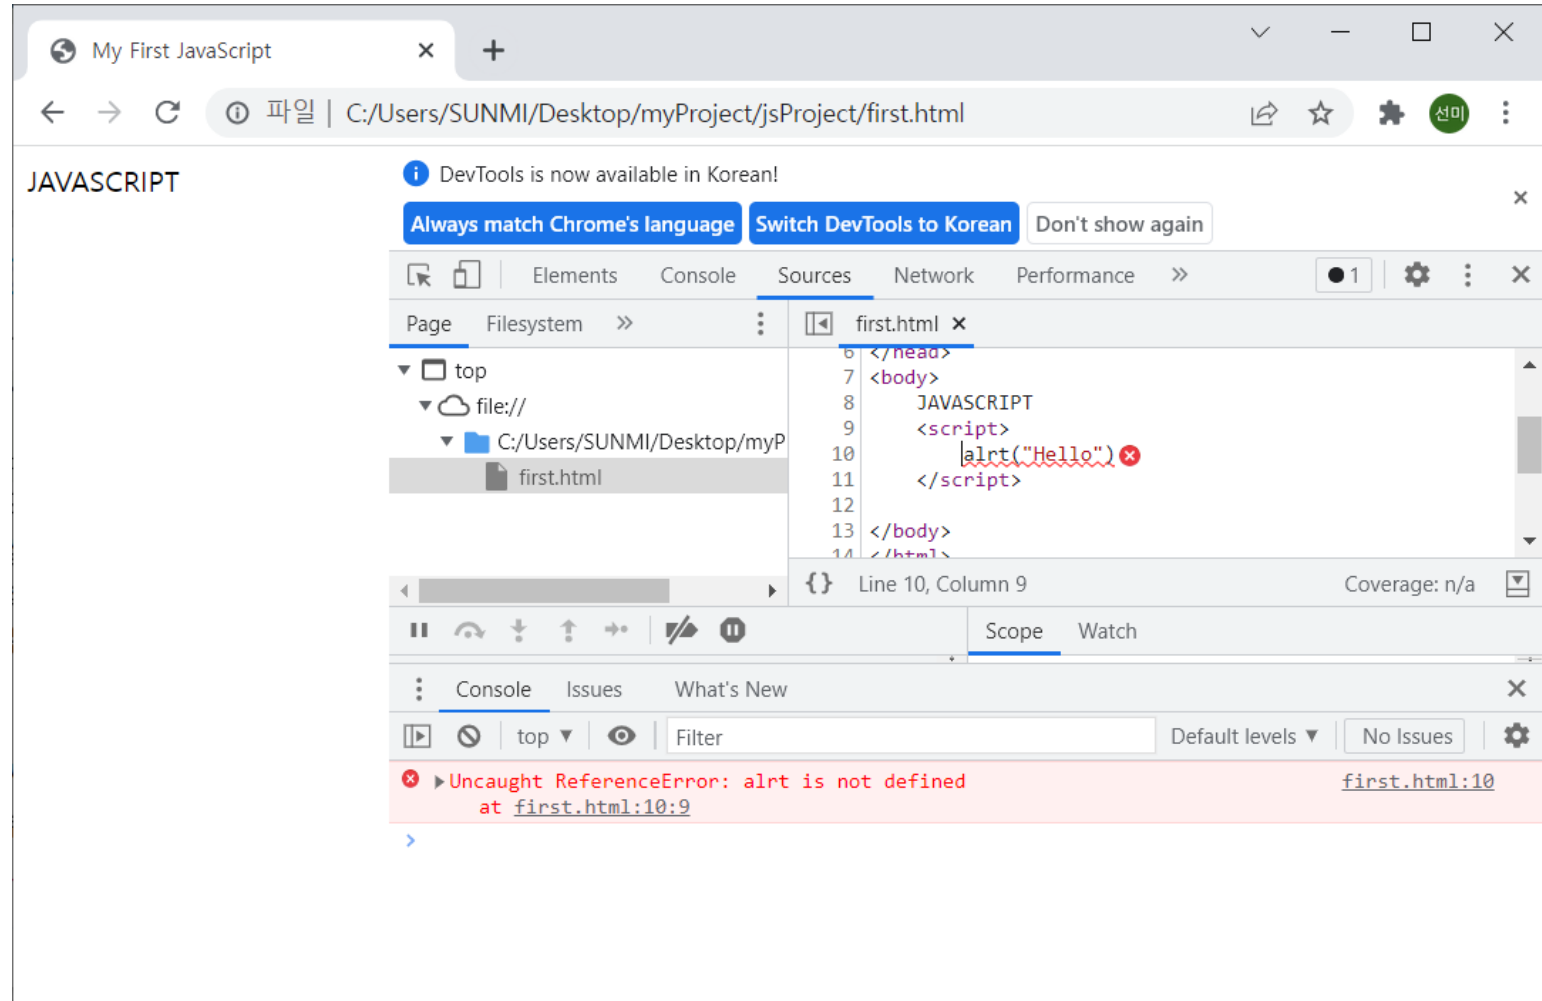 My First JavaScript
파일 | C:/Users/SUNMI/Desktop/myProject/jsProject/first.html
선미
JAVASCRIPT
DevTools is now available in Korean!
Always match Chrome's language Switch DevTools to Korean Don't show again
Elements Console Sources Network Performance » 1
Page Filesystem » first.html
top
file://
C:/Users/SUNMI/Desktop/myP
first.html
6 </head>
7 <body>
8 JAVASCRIPT
9 <script>
10 alrt("Hello")
11 </script>
12
13 </body>
14 </html>
{} Line 10, Column 9 Coverage: n/a
Scope Watch
Console Issues What's New
top ▼ Filter Default levels ▼ No Issues
Uncaught ReferenceError: alrt is not defined first.html:10
at first.html:10:9